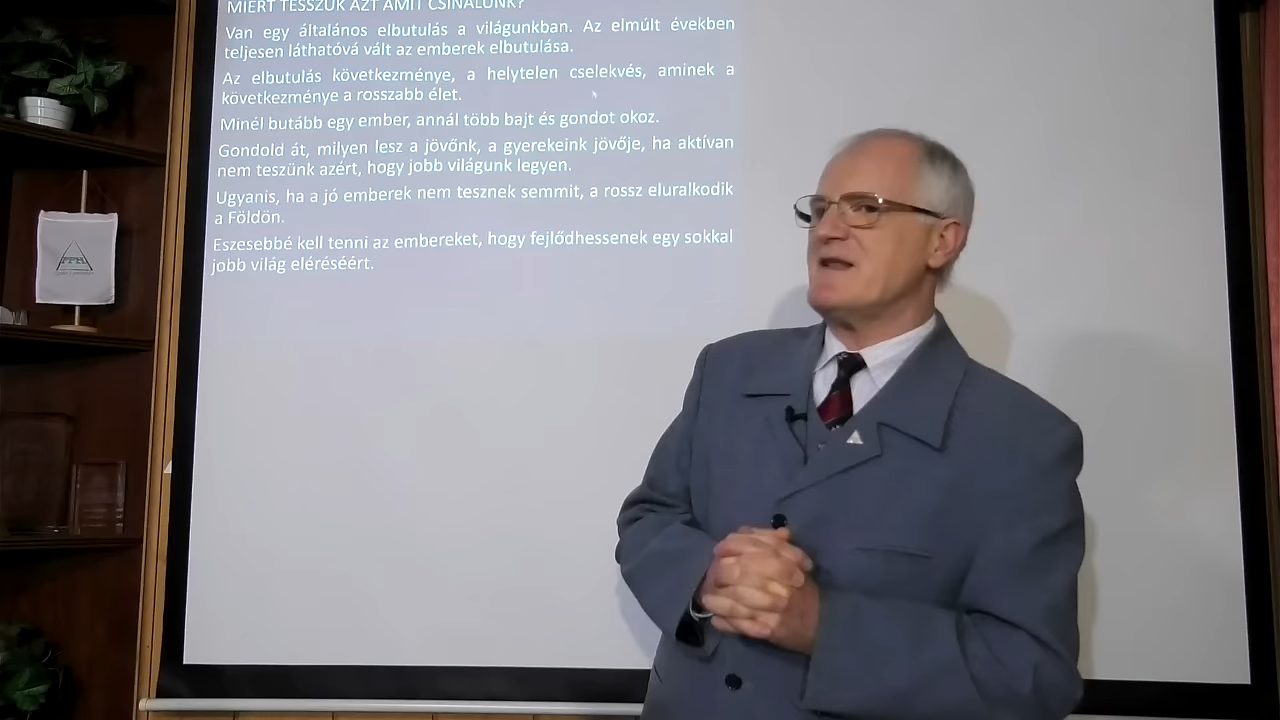 MIÉRT TESSZÜK AZT AMIT CSINÁLUNK?
Van egy általános elbutulás a világunkban. Az elmúlt években
teljesen láthatóvá vált az emberek elbutulása.
Az elbutulás következménye, a helytelen cselekvés, aminek a
következménye a rosszabb élet.
Minél butább egy ember, annál több bajt és gondot okoz.
Gondold át, milyen lesz a jövőnk, a gyerekeink jövője, ha aktívan
nem teszünk azért, hogy jobb világunk legyen.
Ugyanis, ha a jó emberek nem tesznek semmit, a rossz eluralkodik
a Földön.
Eszesebbé kell tenni az embereket, hogy fejlődhessenek egy sokkal
jobb világ eléréséért.